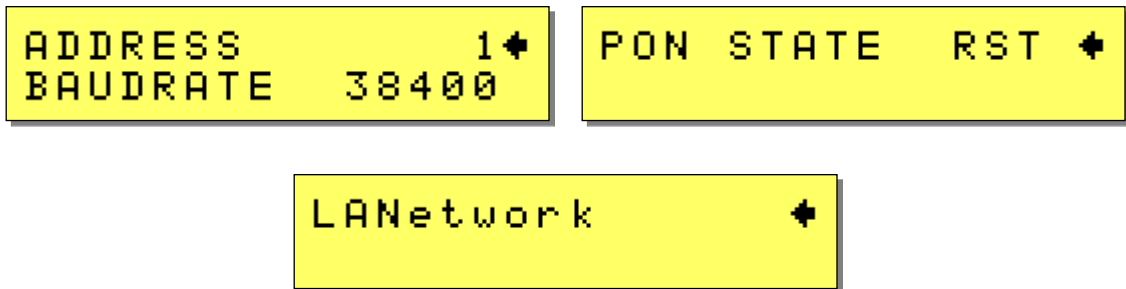 ADDRESS 1🡄
BAUDRATE 38400
PON STATE RST 🡄
LANetwork 🡄